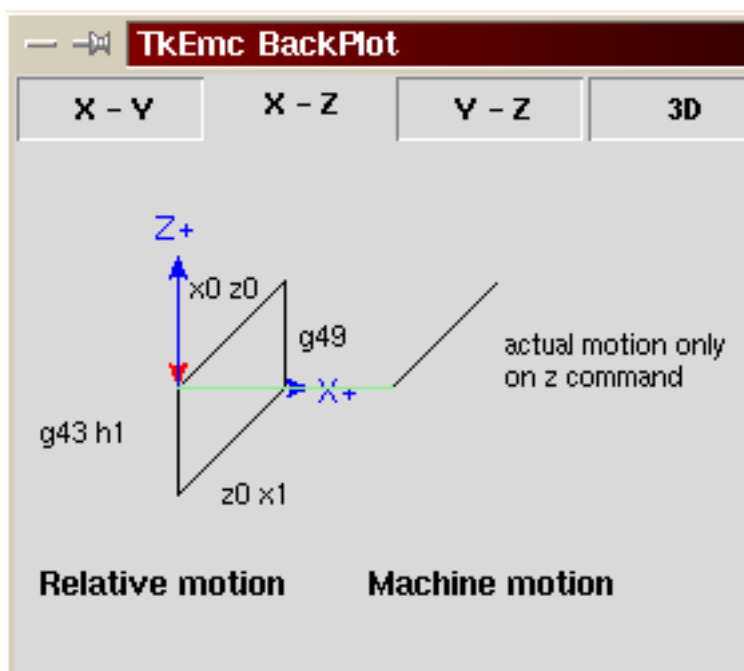 TkEmc BackPlot
X - Y
X - Z
Y - Z
3D
Z+
x0 z0
g49
actual motion only
on z command
X+
g43 h1
z0 x1
Relative motion
Machine motion